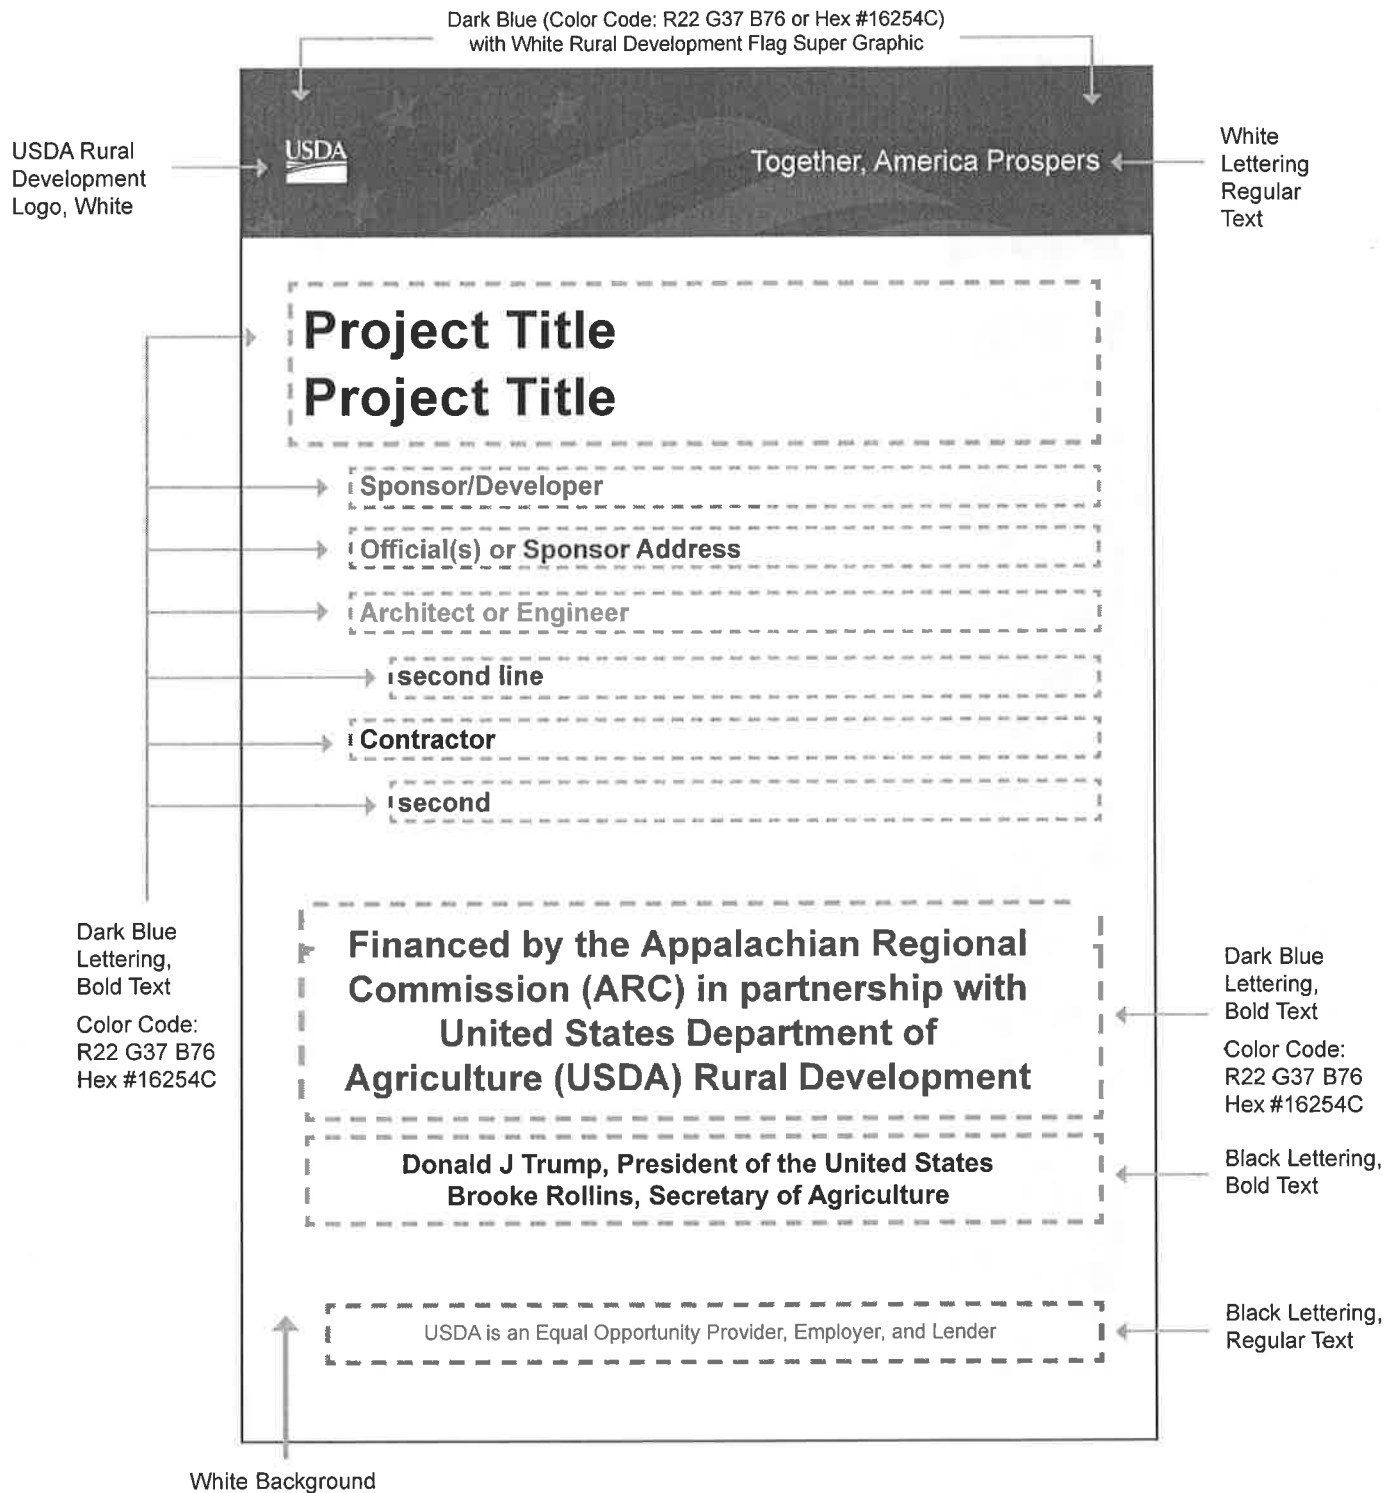 Dark Blue (Color Code: R22 G37 B76 or Hex #16254C)
with White Rural Development Flag Super Graphic
USDA Rural
Development
Logo, White
USDA
Together, America Prospers
White
Lettering
Regular
Text
Project Title
Project Title
Sponsor/Developer
Official(s) or Sponsor Address
Architect or Engineer
second line
Contractor
second
Dark Blue
Lettering,
Bold Text
Color Code:
R22 G37 B76
Hex #16254C
Financed by the Appalachian Regional
Commission (ARC) in partnership with
United States Department of
Agriculture (USDA) Rural Development
Dark Blue
Lettering,
Bold Text
Color Code:
R22 G37 B76
Hex #16254C
Donald J Trump, President of the United States
Brooke Rollins, Secretary of Agriculture
Black Lettering,
Bold Text
USDA is an Equal Opportunity Provider, Employer, and Lender
Black Lettering,
Regular Text
White Background